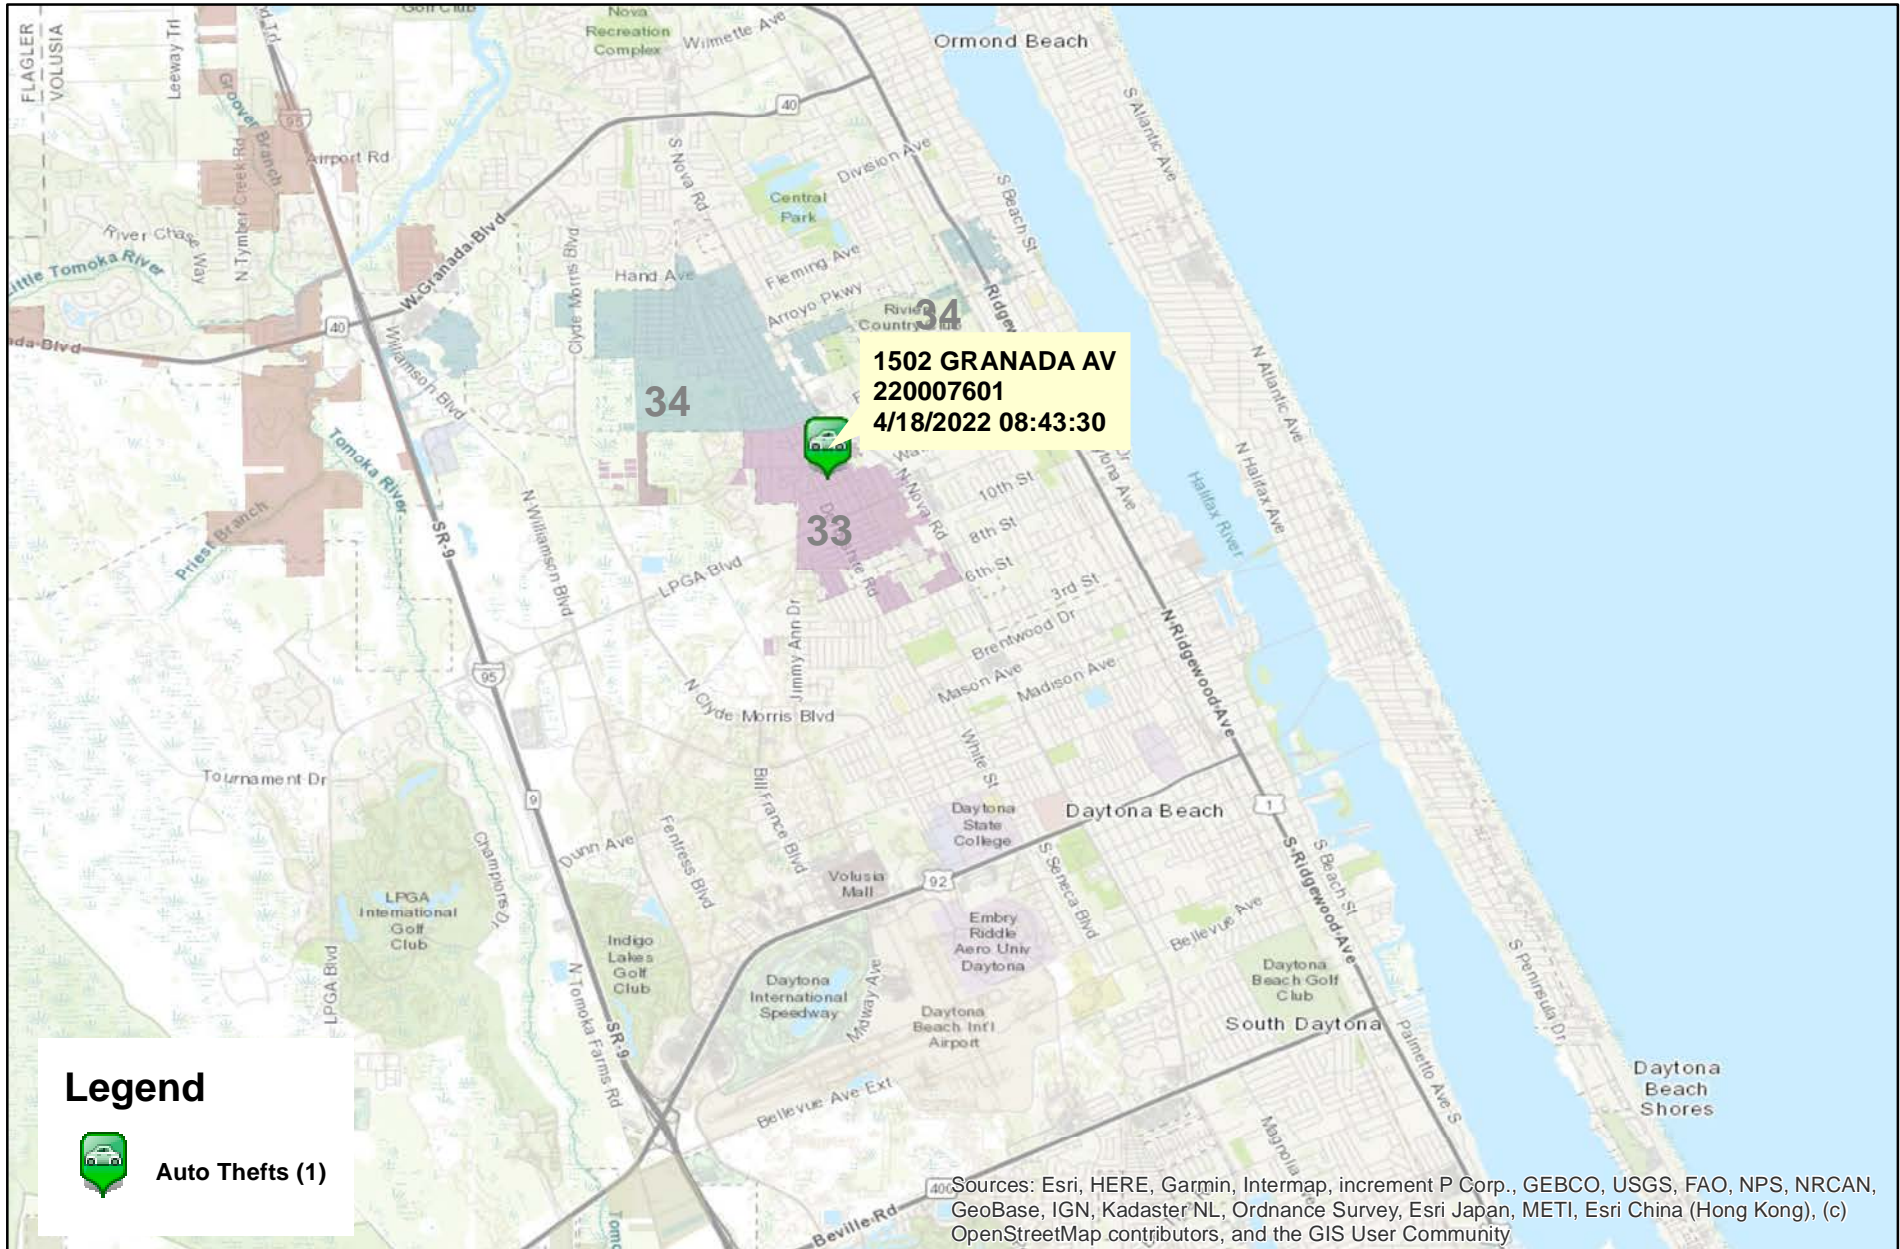 FLAGLER
VOLUSIA
Leeway Trl
Golf Club
Nova
Recreation
Complex
Wilmette Ave
Ormond Beach
Groover Branch
95
Airport Rd
40
S Nova Rd
Division Ave
S Atlantic Ave
Central
Park
S Beach St
N Tymber Creek Rd
River Chase
Way
Little Tomoka River
W Granada Blvd
Clyde Morris Blvd
Hand Ave
Fleming Ave
Arroyo Pkwy
34
40
Williamson Blvd
1502 GRANADA AV
220007601
4/18/2022 08:43:30
34
N Atlantic Ave
N Halifax Ave
Halifax River
Tomoka River
Priest Branch
SR-9
N Williamson Blvd
N Nova Rd
10th St
8th St
6th St
3rd St
33
LPGA Blvd
Jimmy Ann Dr
Brentwood Dr
Mason Ave
Madison Ave
N Ridgewood Ave
95
N Clyde Morris Blvd
White St
Tournament Dr
9
Bill France Blvd
Fentress Blvd
Dunn Ave
Champions Dr
Daytona
State
College
Daytona Beach
1
Volusia
Mall
92
S Seneca Blvd
S Ridgewood Ave
S Beach St
LPGA
International
Golf
Club
Indigo
Lakes
Golf
Club
Embry
Riddle
Aero Univ
Daytona
Bellevue Ave
LPGA Blvd
N Tomoka Farms Rd
SR-9
Daytona
International
Speedway
Midway Ave
Daytona
Beach Int'l
Airport
Daytona
Beach Golf
Club
South Daytona
S Peninsula Dr
Palmetto Ave S
Daytona
Beach
Shores
Bellevue Ave Ext
Magnolia
400
Beville Rd
Legend
Auto Thefts (1)
Sources: Esri, HERE, Garmin, Intermap, increment P Corp., GEBCO, USGS, FAO, NPS, NRCAN,
GeoBase, IGN, Kadaster NL, Ordnance Survey, Esri Japan, METI, Esri China (Hong Kong), (c)
OpenStreetMap contributors, and the GIS User Community